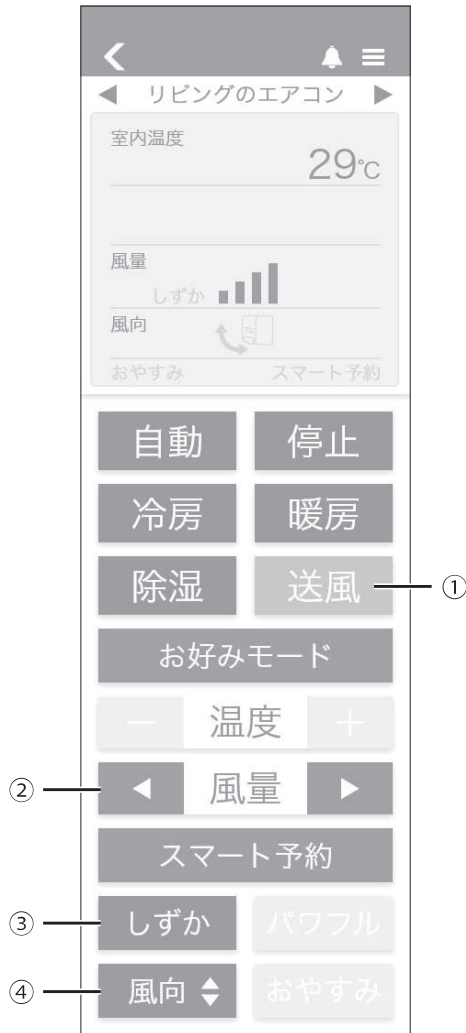 ◀ リビングのエアコン ▶
室内温度
29℃
風量
しずか
風向
おやすみ スマート予約
自動 停止
冷房 暖房
除湿 送風 ①
お好みモード
− 温度 +
② ◀ 風量 ▶
スマート予約
③ しずか パワフル
④ 風向 おやすみ